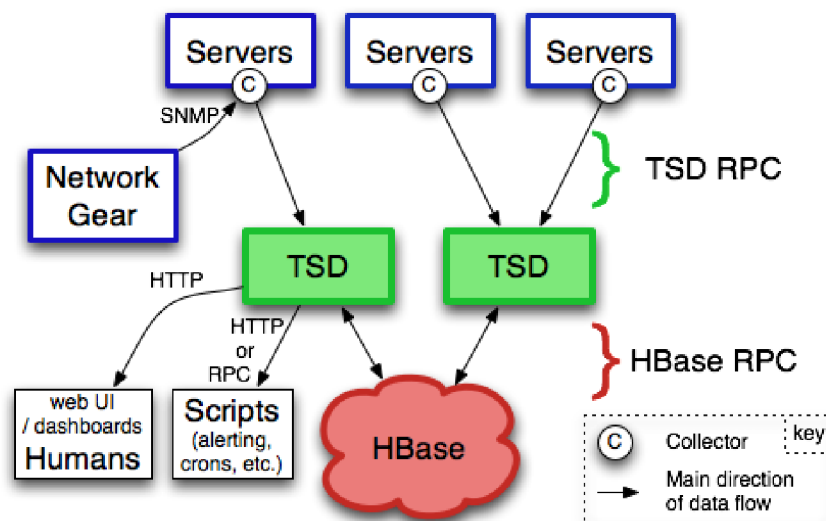 Servers
Servers
Servers
C
C
C
SNMP
Network
Gear
TSD RPC
TSD
TSD
HTTP
HTTP
or
RPC
HBase RPC
web UI
/ dashboards
Humans
Scripts
(alerting,
crons, etc.)
HBase
C
Collector
key
Main direction
of data flow